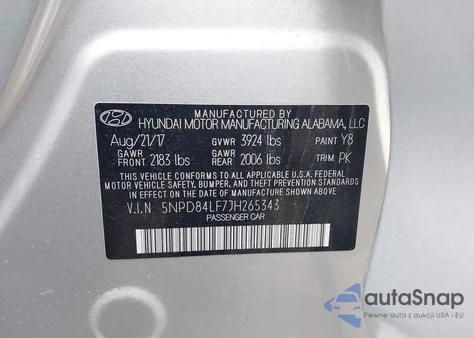 MANUFACTURED BY
HYUNDAI MOTOR MANUFACTURING ALABAMA, LLC
Aug/21/17 GVWR 3924 lbs PAINT Y8
GAWR FRONT 2183 lbs GAWR REAR 2006 lbs TRIM PK
THIS VEHICLE CONFORMS TO ALL APPLICABLE
U.S.A. FEDERAL MOTOR VEHICLE SAFETY, BUMPER,
AND THEFT PREVENTION STANDARDS IN EFFECT
ON THE DATE OF MANUFACTURE SHOWN ABOVE.
V.I.N 5NPD84LF7JH265343
PASSENGER CAR
autoSnap
Pewne auta z aukcji USA i EU